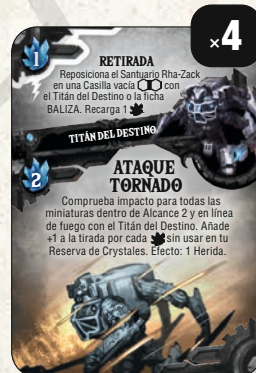 ×4
1
RETIRADA
Reposiciona el Santuario Rha-Zack
en una Casilla vacía con
el Titán del Destino o la ficha
BALIZA. Recarga 1
TITÁN DEL DESTINO
2
ATAQUE
TORNADO
Comprueba impacto para todas las
miniaturas dentro de Alcance 2 y en línea
de fuego con el Titán del Destino. Añade
+1 a la tirada por cada sin usar en tu
Reserva de Crystales. Efecto: 1 Herida.